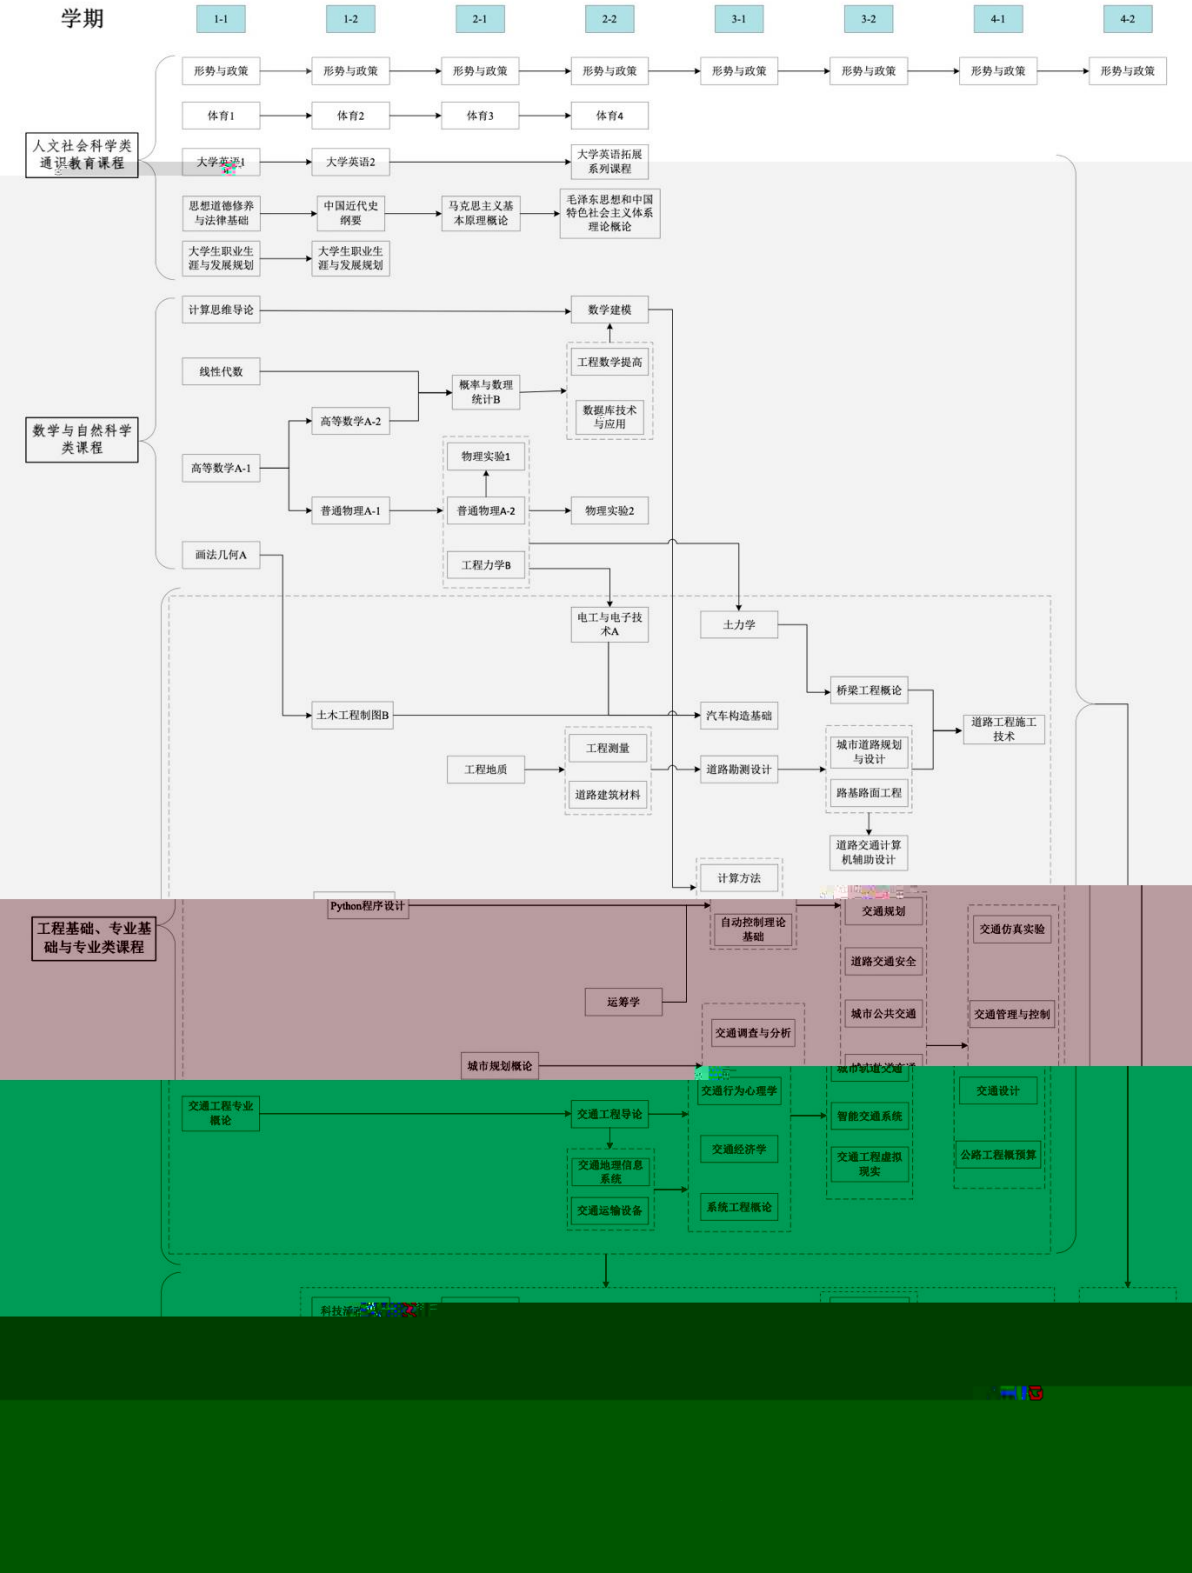 学期
1-1
1-2
2-1
2-2
3-1
3-2
4-1
4-2
形势与政策
形势与政策
形势与政策
形势与政策
形势与政策
形势与政策
形势与政策
形势与政策
体育1
体育2
体育3
体育4
人文社会科学类
通识教育课程
大学英语1
大学英语2
大学英语拓展
系列课程
思想道德修养
与法律基础
中国近代史
纲要
马克思主义基
本原理概论
毛泽东思想和中国
特色社会主义体系
理论概论
大学生职业生
涯与发展规划
大学生职业生
涯与发展规划
计算思维导论
数学建模
工程数学提高
线性代数
概率与数理
统计B
数据库技术
与应用
高等数学A-2
数学与自然科学
类课程
物理实验1
高等数学A-1
普通物理A-1
普通物理A-2
物理实验2
画法几何A
工程力学B
电工与电子技
术A
土力学
桥梁工程概论
土木工程制图B
汽车构造基础
道路工程施工
技术
工程测量
城市道路规划
与设计
工程地质
道路勘测设计
道路建筑材料
路基路面工程
道路交通计算
机辅助设计
计算方法
Python程序设计
交通规划
自动控制理论
基础
交通仿真实验
工程基础、专业基
础与专业类课程
道路交通安全
运筹学
城市公共交通
交通管理与控制
交通调查与分析
城市规划概论
城市轨道交通
交通行为心理学
交通设计
交通工程专业
概论
交通工程导论
智能交通系统
交通经济学
公路工程概预算
交通地理信息
系统
交通工程虚拟
现实
交通运输设备
系统工程概论
科技活